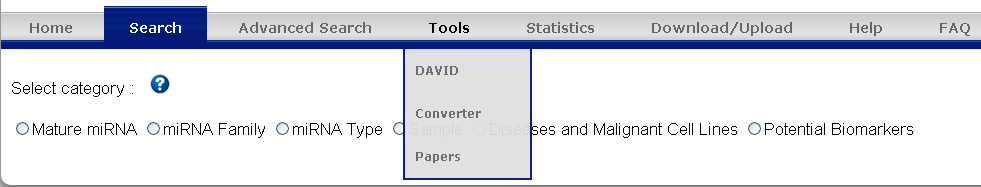 Home Search Advanced Search Tools Statistics Download/Upload Help FAQ
DAVID
Select category : ?
Converter
Mature miRNA miRNA Family miRNA Type Sample Diseases and Malignant Cell Lines Potential Biomarkers
Papers